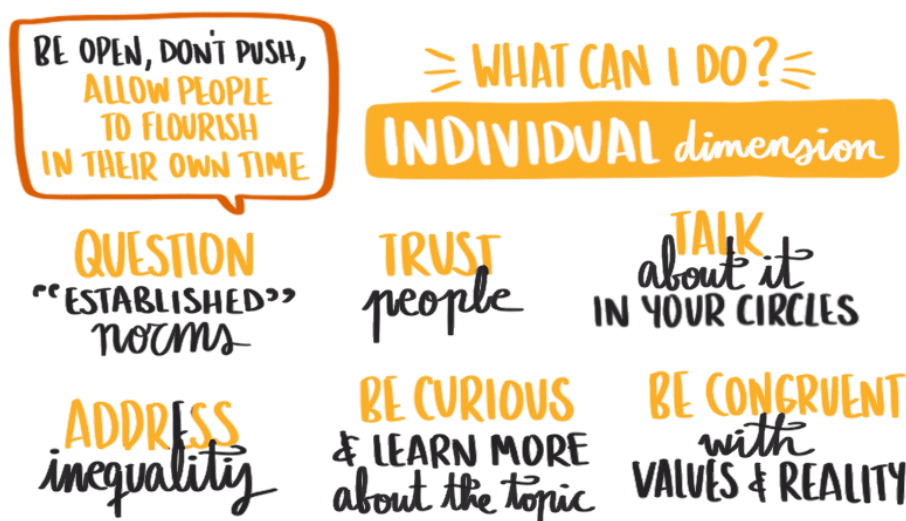 BE OPEN, DON'T PUSH,
ALLOW PEOPLE
TO FLOURISH
IN THEIR OWN TIME
WHAT CAN I DO?
INDIVIDUAL dimension
QUESTION
"ESTABLISHED"
norms
TRUST
people
TALK
about it
IN YOUR CIRCLES
ADDRESS
inequality
BE CURIOUS
& LEARN MORE
about the topic
BE CONGRUENT
with
VALUES & REALITY